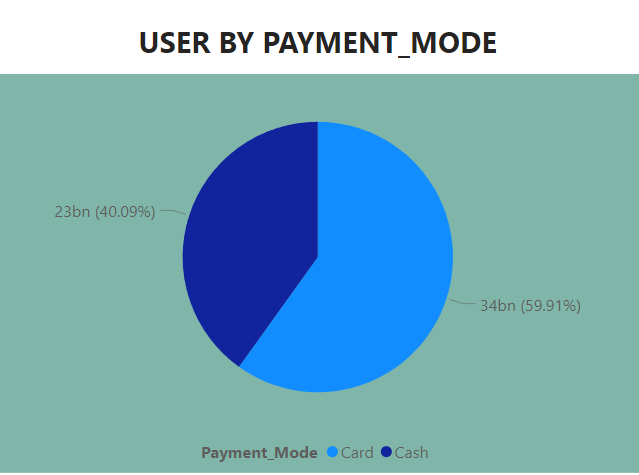 USER BY PAYMENT_MODE
23bn (40.09%)
34bn (59.91%)
Payment_Mode Card Cash